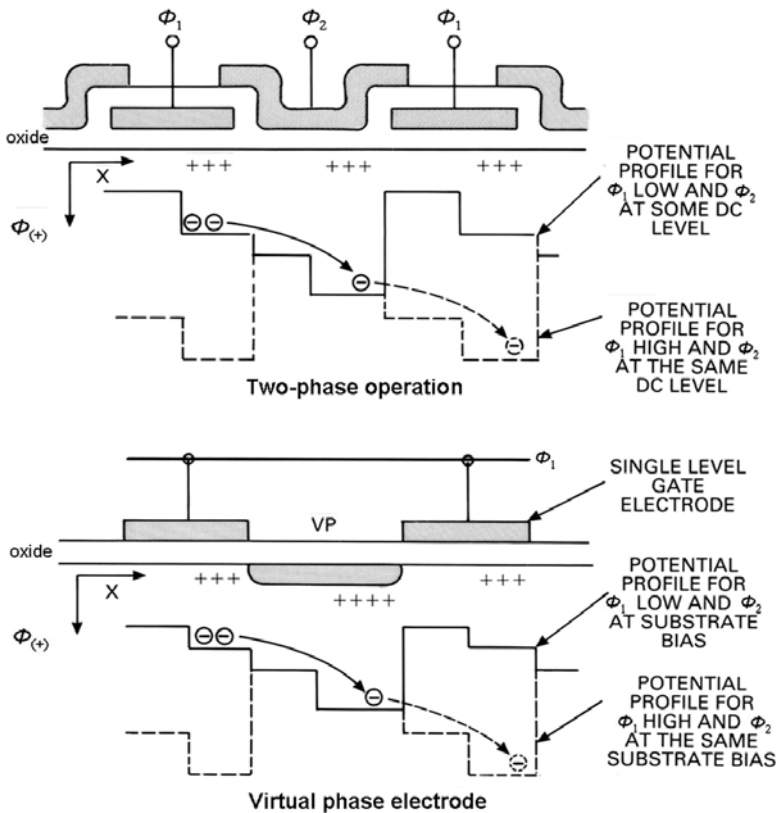 Φ₁ Φ₂ Φ₁
oxide
X
+++ +++ +++
Φ(+)
POTENTIAL
PROFILE FOR
Φ₁ LOW AND Φ₂
AT SOME DC
LEVEL
POTENTIAL
PROFILE FOR
Φ₁ HIGH AND Φ₂
AT THE SAME
DC LEVEL
Two-phase operation
Φ₁
SINGLE LEVEL
GATE
ELECTRODE
VP
oxide
X
+++ ++++ +++
Φ(+)
POTENTIAL
PROFILE FOR
Φ₁ LOW AND Φ₂
AT SUBSTRATE
BIAS
POTENTIAL
PROFILE FOR
Φ₁ HIGH AND Φ₂
AT THE SAME
SUBSTRATE BIAS
Virtual phase electrode